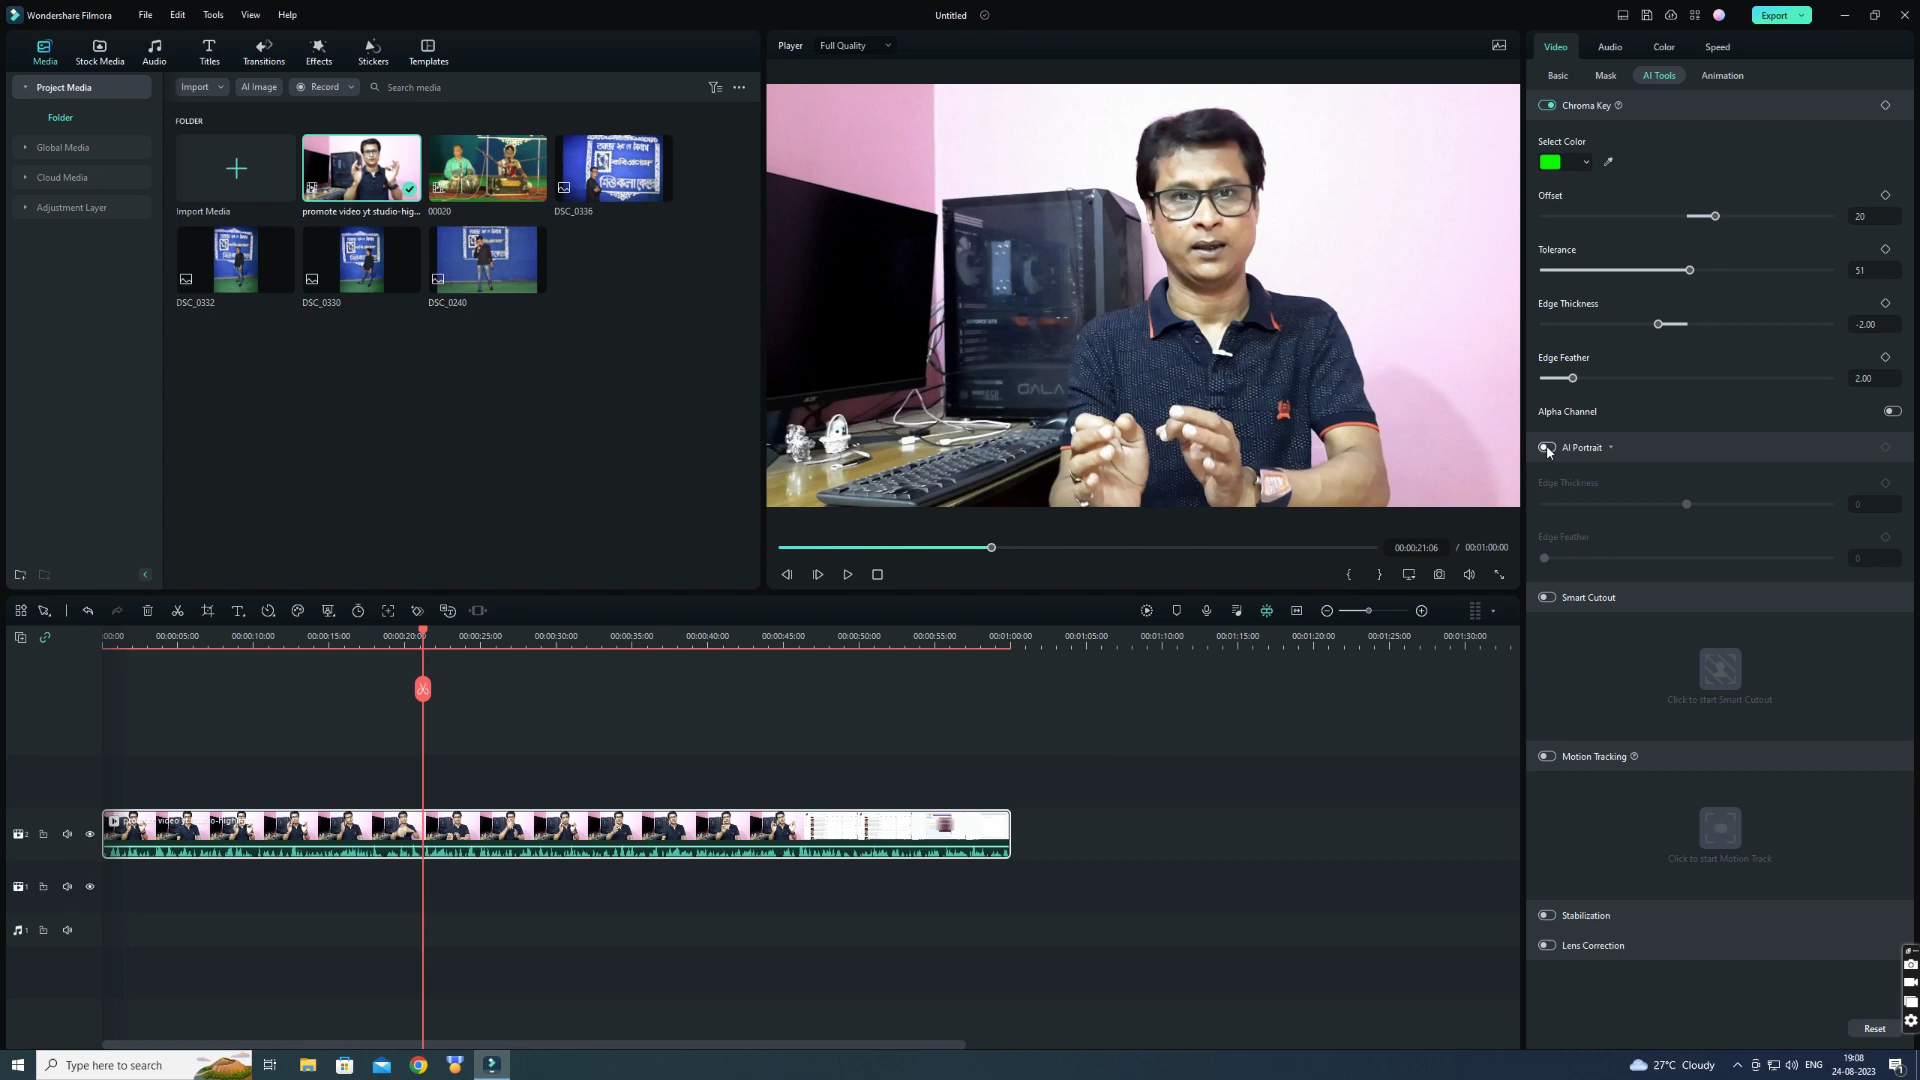 Wondershare Filmora
File Edit Tools View Help
Untitled
Export
Media
Stock Media
Audio
Titles
Transitions
Effects
Stickers
Templates
Project Media
Folder
Global Media
Cloud Media
Adjustment Layer
Import
AI Image
Record
Search media
FOLDER
Import Media
promote video yt studio-hig...
00020
DSC_0336
DSC_0332
DSC_0330
DSC_0240
Player
Full Quality
GALA
00:00:21:06 / 00:01:00:00
Video Audio Color Speed
Basic Mask AI Tools Animation
Chroma Key
Select Color
Offset
20
Tolerance
51
Edge Thickness
-2.00
Edge Feather
2.00
Alpha Channel
AI Portrait
Edge Thickness
0
Edge Feather
0
Smart Cutout
Click to start Smart Cutout
Motion Tracking
Click to start Motion Track
Stabilization
Lens Correction
Reset
:00:00 00:00:05:00 00:00:10:00 00:00:15:00 00:00:20:00 00:00:25:00 00:00:30:00 00:00:35:00 00:00:40:00 00:00:45:00 00:00:50:00 00:00:55:00 00:01:00:00 00:01:05:00 00:01:10:00 00:01:15:00 00:01:20:00 00:01:25:00 00:01:30:00
2
1
1
Type here to search
27°C Cloudy
ENG
19:08
24-08-2023